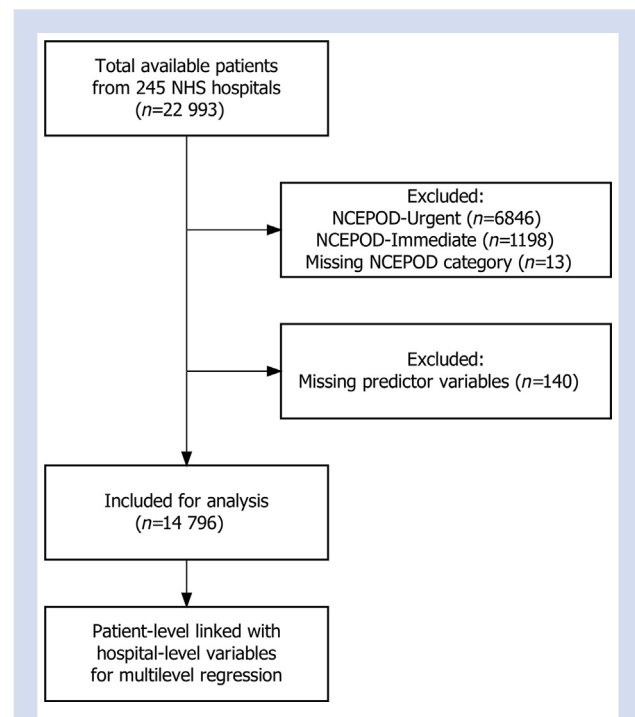 Total available patients
from 245 NHS hospitals
(n=22 993)
Excluded:
NCEPOD-Urgent (n=6846)
NCEPOD-Immediate (n=1198)
Missing NCEPOD category (n=13)
Excluded:
Missing predictor variables (n=140)
Included for analysis
(n=14 796)
Patient-level linked with
hospital-level variables
for multilevel regression